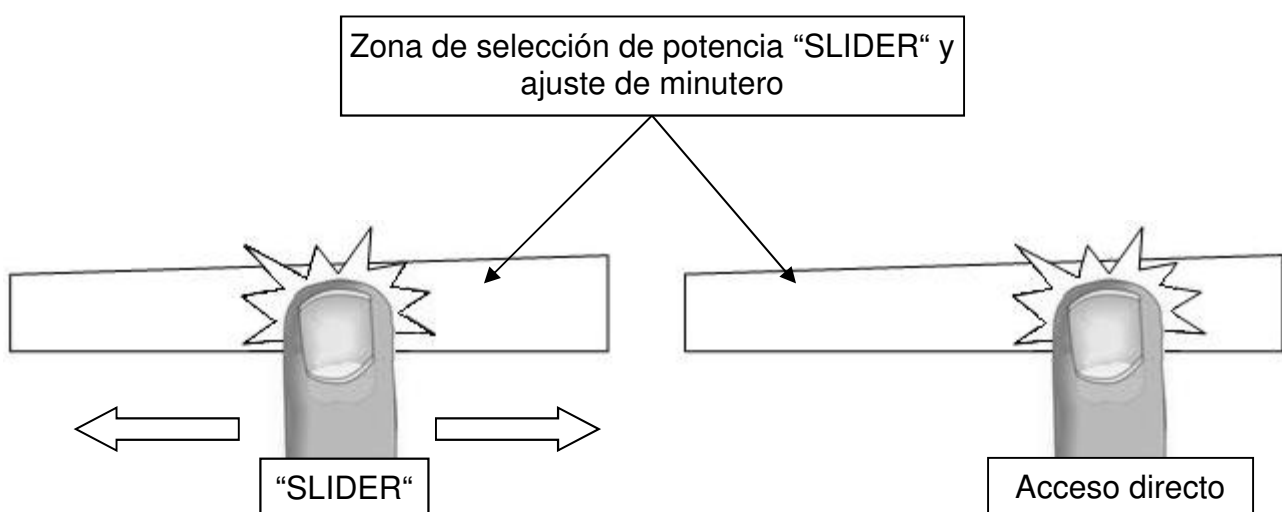 Zona de selección de potencia “SLIDER“ y
ajuste de minutero
“SLIDER“
Acceso directo